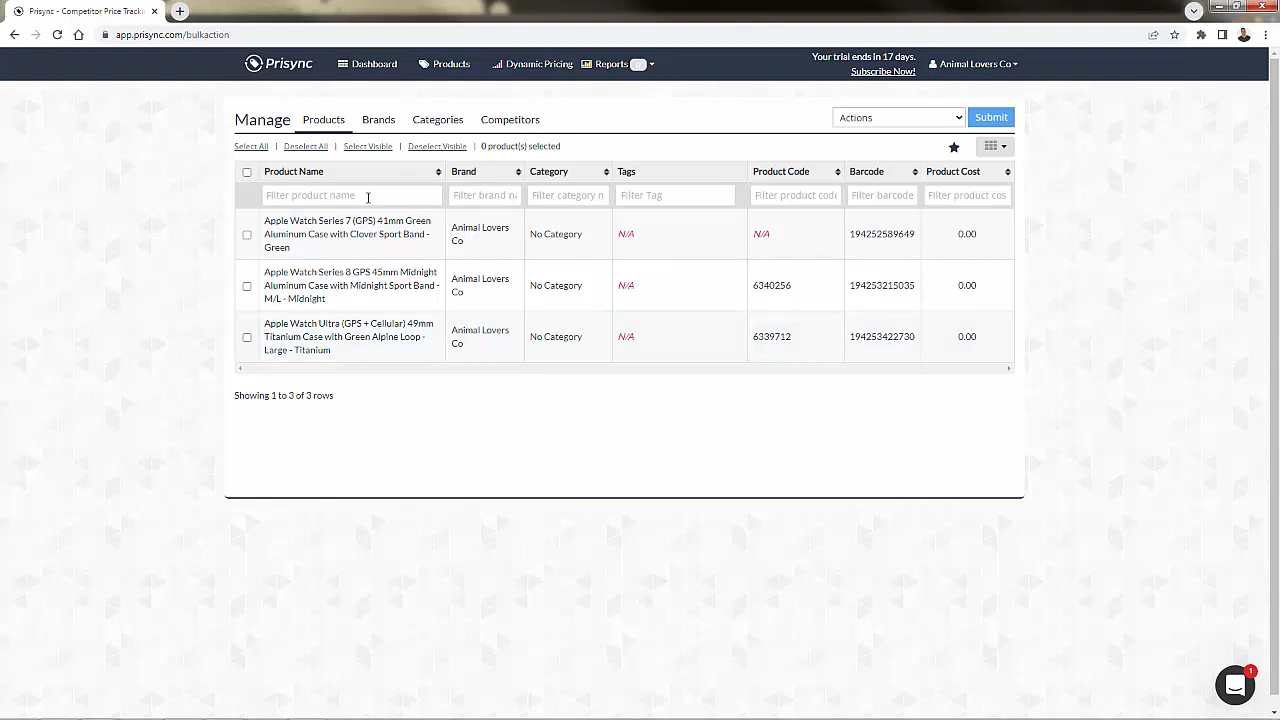 Prisync - Competitor Price Tracki
app.prisync.com/bulkaction
Prisync Dashboard Products Dynamic Pricing Reports
Your trial ends in 17 days.
Subscribe Now!
Animal Lovers Co
Manage Products Brands Categories Competitors
Actions Submit
Select All | Deselect All | Select Visible | Deselect Visible | 0 product(s) selected
Product Name Brand Category Tags Product Code Barcode Product Cost
Filter product name Filter brand na Filter category n Filter Tag Filter product code Filter barcode Filter product cos
Apple Watch Series 7 (GPS) 41mm Green
Aluminum Case with Clover Sport Band -
Green
Animal Lovers
Co
No Category N/A N/A 194252589649 0.00
Apple Watch Series 8 GPS 45mm Midnight
Aluminum Case with Midnight Sport Band -
M/L - Midnight
Animal Lovers
Co
No Category N/A 6340256 194253215035 0.00
Apple Watch Ultra (GPS + Cellular) 49mm
Titanium Case with Green Alpine Loop -
Large - Titanium
Animal Lovers
Co
No Category N/A 6339712 194253422730 0.00
Showing 1 to 3 of 3 rows
1